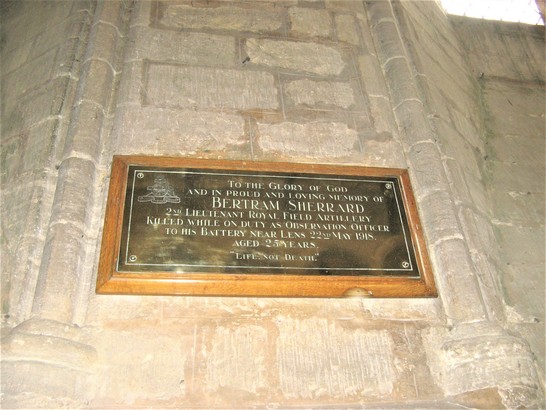 To the Glory of God
and in proud and loving memory of
Bertram Sherrard
2nd Lieutenant Royal Field Artillery
Killed while on duty as Observation Officer
to his Battery near Lens 22nd May 1918.
aged 25 years.
"Life, not Death."